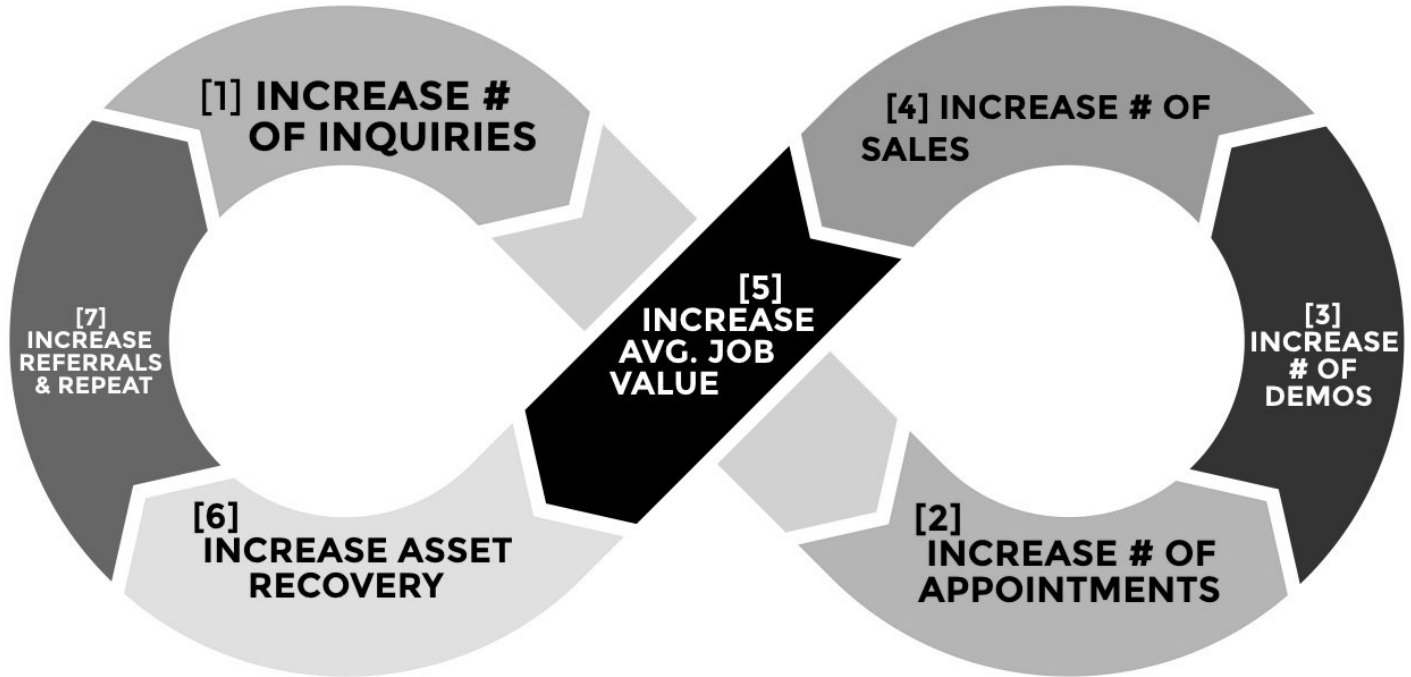 [1] INCREASE #
OF INQUIRIES
[4] INCREASE # OF
SALES
[5]
INCREASE
AVG. JOB
VALUE
[7]
INCREASE
REFERRALS
& REPEAT
[3]
INCREASE
# OF
DEMOS
[6]
INCREASE ASSET
RECOVERY
[2]
INCREASE # OF
APPOINTMENTS